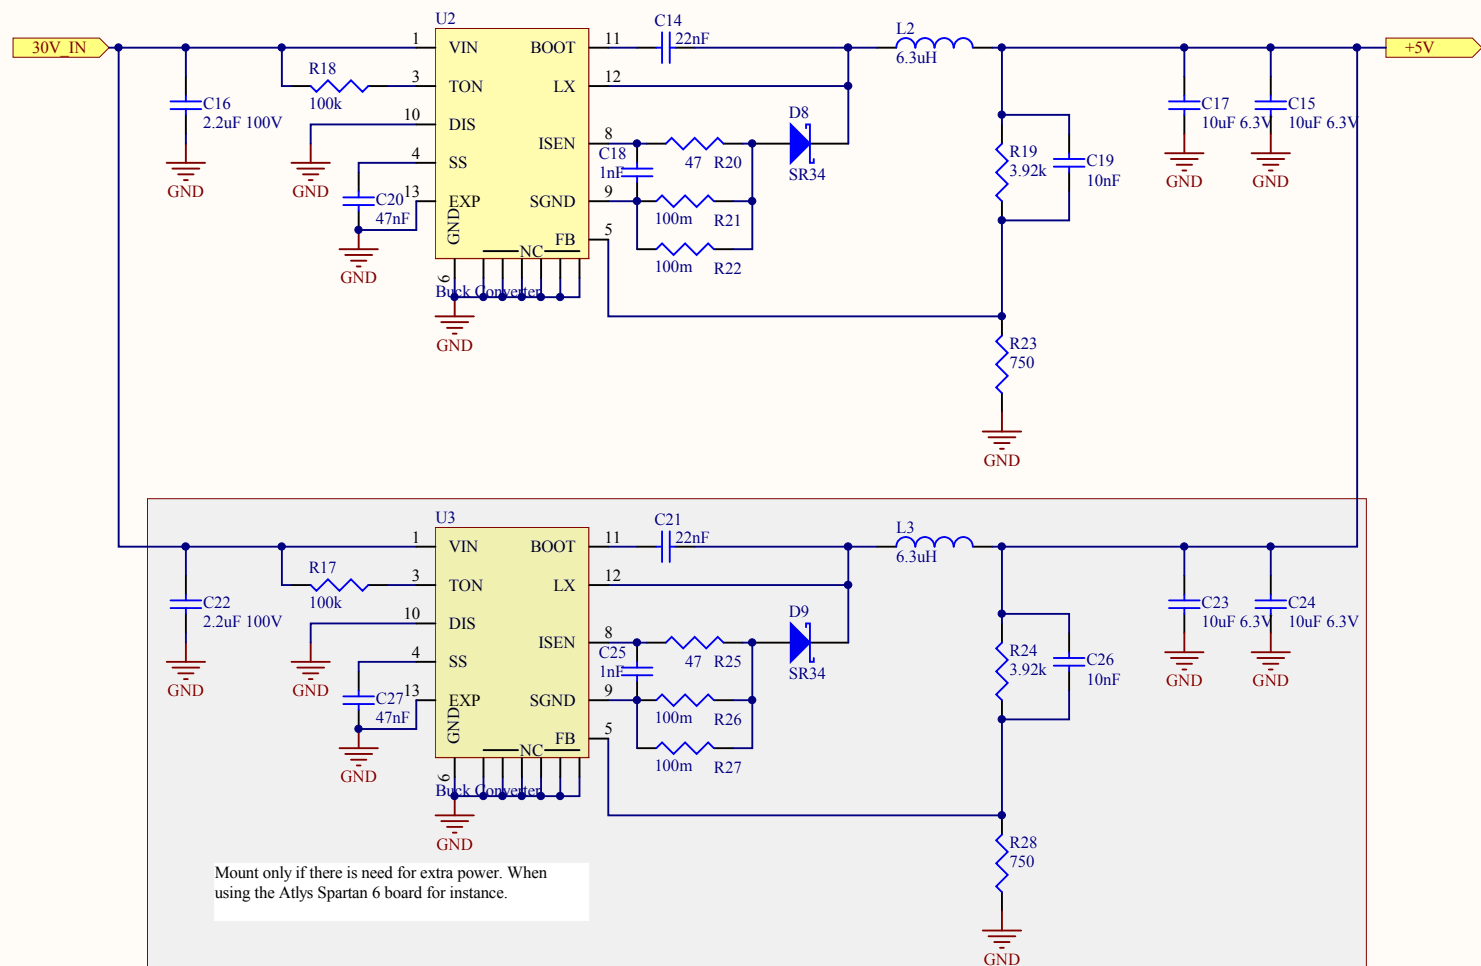 U2
30V_IN
+5V
1 VIN BOOT 11
C14
22nF
L2
6.3uH
R18
100k
3 TON LX 12
C16
2.2uF 100V
C17
10uF 6.3V
C15
10uF 6.3V
10 DIS
D8
SR34
ISEN 8
C18
1nF
47 R20
4 SS
R19
3.92k
C19
10nF
GND
GND
GND
GND
C20
47nF
13 EXP SGND 9
100m R21
GND
FB 5
NC
100m R22
6
GND
Buck Converter
GND
R23
750
GND
U3
1 VIN BOOT 11
C21
22nF
L3
6.3uH
R17
100k
3 TON LX 12
C22
2.2uF 100V
C23
10uF 6.3V
C24
10uF 6.3V
10 DIS
D9
SR34
ISEN 8
C25
1nF
47 R25
4 SS
R24
3.92k
C26
10nF
GND
GND
GND
GND
C27
47nF
13 EXP SGND 9
100m R26
GND
FB 5
NC
100m R27
6
GND
Buck Converter
GND
R28
750
GND
Mount only if there is need for extra power. When
using the Atlys Spartan 6 board for instance.